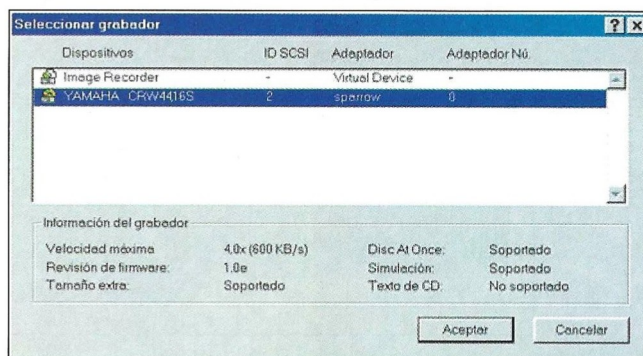 Seleccionar grabador
Dispositivos ID SCSI Adaptador Adaptador Nú.
Image Recorder - Virtual Device -
YAMAHA CRW4416S 2 sparrow 0
Información del grabador
Velocidad máxima 4.0x (600 KB/s) Disc At Once: Soportado
Revisión de firmware: 1.0e Simulación: Soportado
Tamaño extra: Soportado Texto de CD: No soportado
Aceptar Cancelar